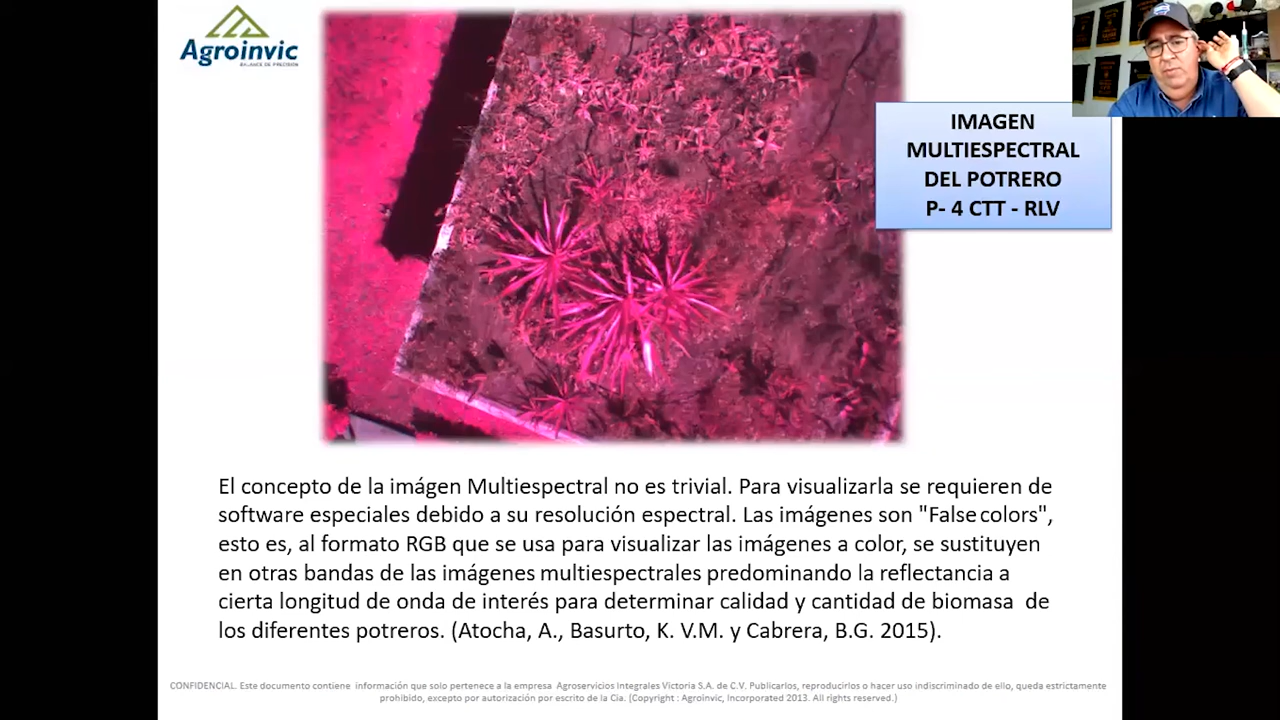 Agroinvic
BALANCE DE PRECISIÓN
IMAGEN
MULTIESPECTRAL
DEL POTRERO
P- 4 CTT - RLV
El concepto de la imágen Multiespectral no es trivial. Para visualizarla se requieren de
software especiales debido a su resolución espectral. Las imágenes son "False colors",
esto es, al formato RGB que se usa para visualizar las imágenes a color, se sustituyen
en otras bandas de las imágenes multiespectrales predominando la reflectancia a
cierta longitud de onda de interés para determinar calidad y cantidad de biomasa de
los diferentes potreros. (Atocha, A., Basurto, K. V.M. y Cabrera, B.G. 2015).
CONFIDENCIAL. Este documento contiene información que solo pertenece a la empresa Agroservicios Integrales Victoria S.A. de C.V. Publicarlos, reproducirlos o hacer uso indiscriminado de ello, queda estrictamente
prohibido, excepto por autorización por escrito de la Cia. (Copyright : Agroinvic, Incorporated 2013. All rights reserved.)